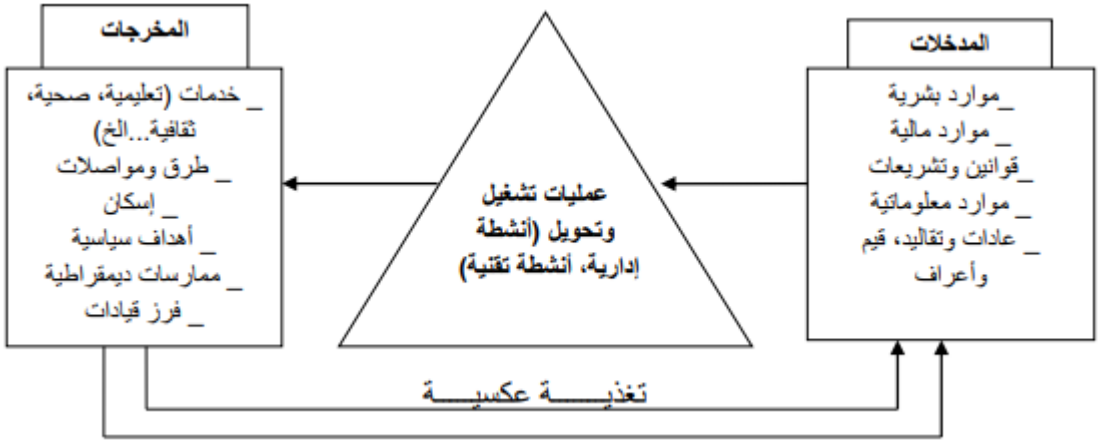 المدخلات
_موارد بشرية
_ موارد مالية
_قوانين وتشريعات
_ موارد معلوماتية
_ عادات وتقاليد، قيم
وأعراف
عمليات تشغيل
وتحويل (أنشطة
إدارية، أنشطة تقنية)
المخرجات
_ خدمات (تعليمية، صحية،
ثقافية...الخ)
_ طرق ومواصلات
_ إسكان
_ أهداف سياسية
_ ممارسات ديمقراطية
_ فرز قيادات
تغذيـــــة عكسيـــــة